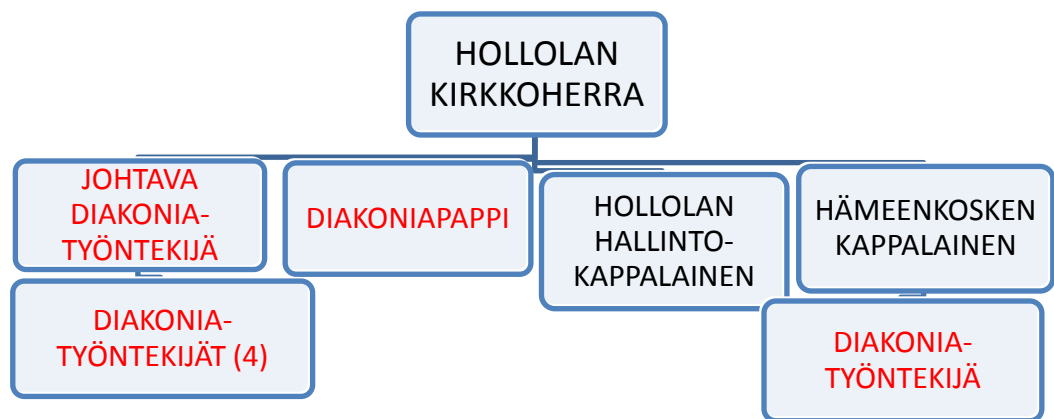 HOLLOLAN
KIRKKOHERRA
JOHTAVA
DIAKONIA-
TYÖNTEKIJÄ
DIAKONIAPAPPI
HOLLOLAN
HALLINTO-
KAPPALAINEN
HÄMEENKOSKEN
KAPPALAINEN
DIAKONIA-
TYÖNTEKIJÄT (4)
DIAKONIA-
TYÖNTEKIJÄ